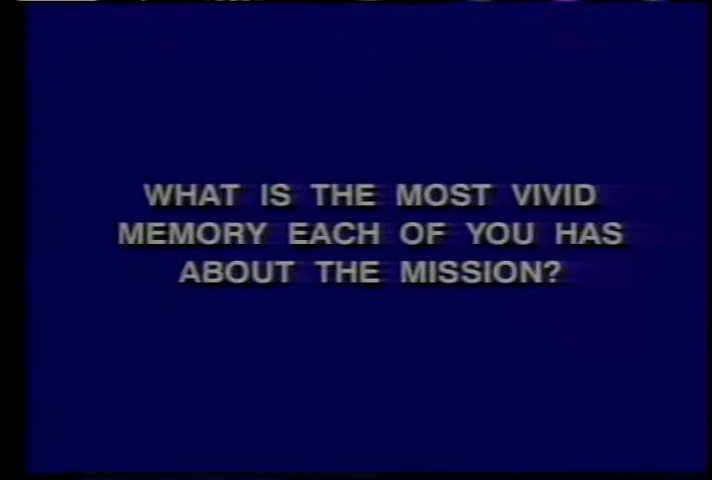 WHAT IS THE MOST VIVID
MEMORY EACH OF YOU HAS
ABOUT THE MISSION?